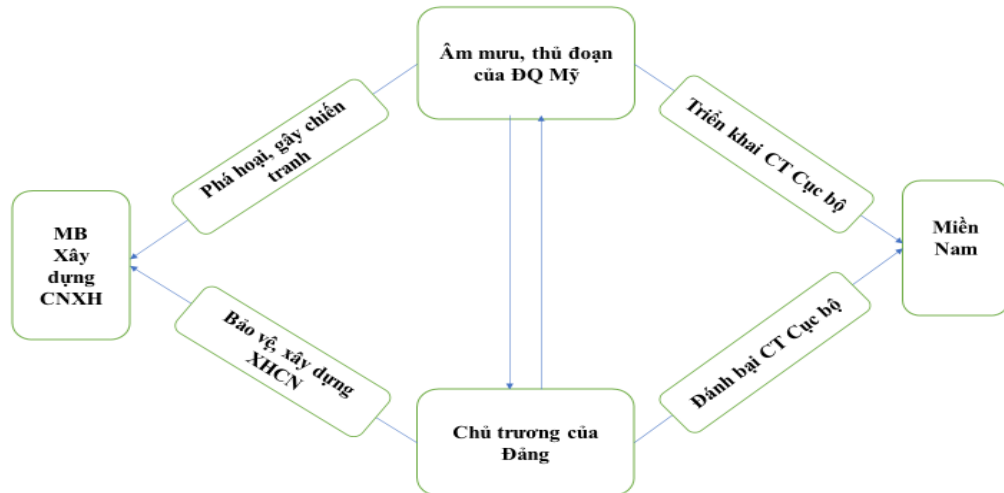 Âm mưu, thủ đoạn
của ĐQ Mỹ
Phá hoại, gây chiến
tranh
Triển khai CT Cục bộ
MB
Xây
dựng
CNXH
Miền
Nam
Bảo vệ, xây dựng
XHCN
Đánh bại CT Cục bộ
Chủ trương của
Đảng